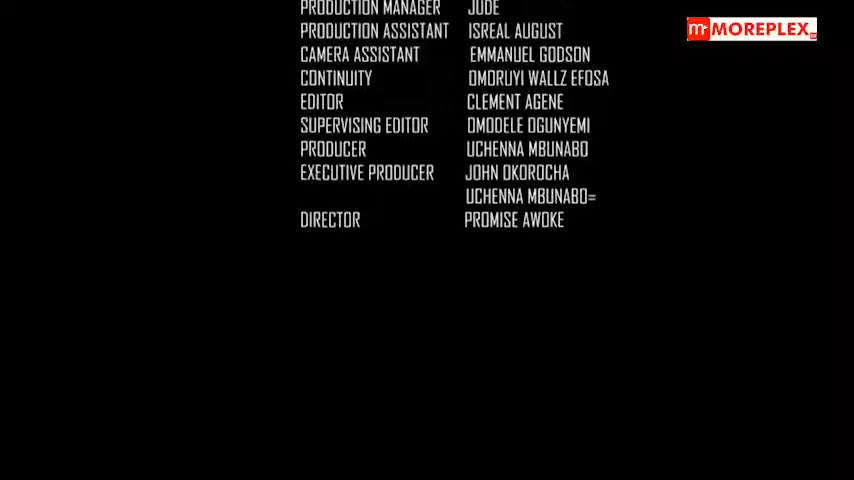 PRODUCTION MANAGER JUDE
PRODUCTION ASSISTANT ISREAL AUGUST
CAMERA ASSISTANT EMMANUEL GODSON
CONTINUITY OMORUYI WALLZ EFOSA
EDITOR CLEMENT AGENE
SUPERVISING EDITOR OMODELE OGUNYEMI
PRODUCER UCHENNA MBUNABO
EXECUTIVE PRODUCER JOHN OKOROCHA
UCHENNA MBUNABO=
DIRECTOR PROMISE AWOKE
MOREPLEX